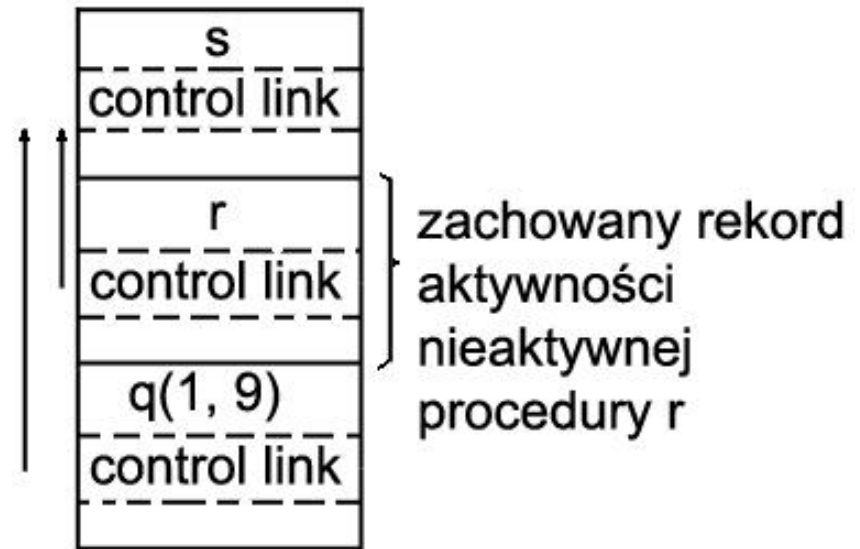 s
control link
r
control link
q(1, 9)
control link
zachowany rekord
aktywności
nieaktywnej
procedury r